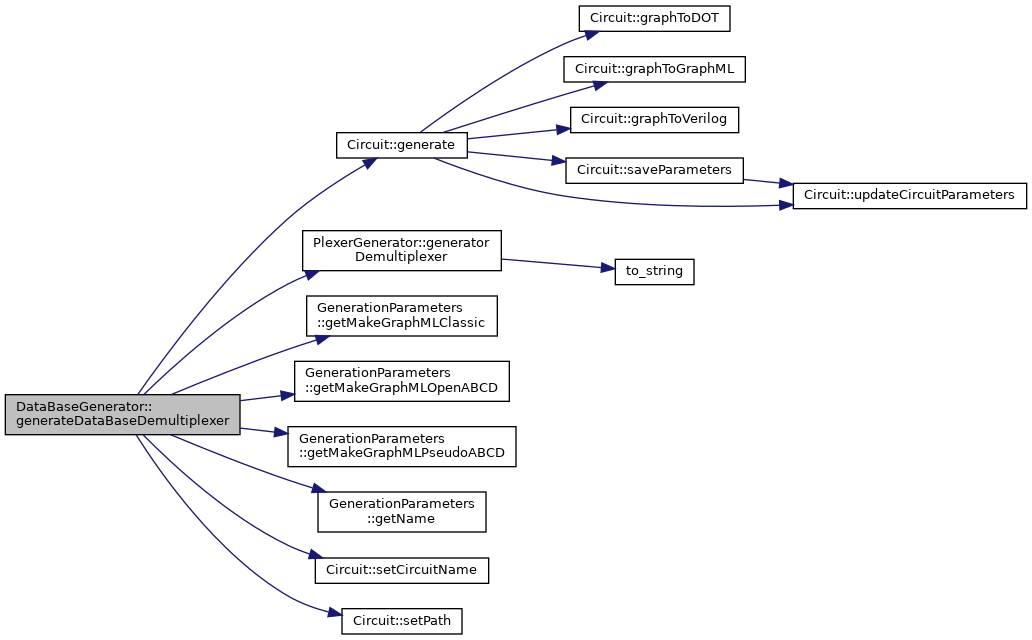 Circuit::graphToDOT
Circuit::graphToGraphML
Circuit::graphToVerilog
Circuit::generate
Circuit::saveParameters
Circuit::updateCircuitParameters
PlexerGenerator::generator
Demultiplexer
to_string
GenerationParameters
::getMakeGraphMLClassic
GenerationParameters
::getMakeGraphMLOpenABCD
DataBaseGenerator::
generateDataBaseDemultiplexer
GenerationParameters
::getMakeGraphMLPseudoABCD
GenerationParameters
::getName
Circuit::setCircuitName
Circuit::setPath